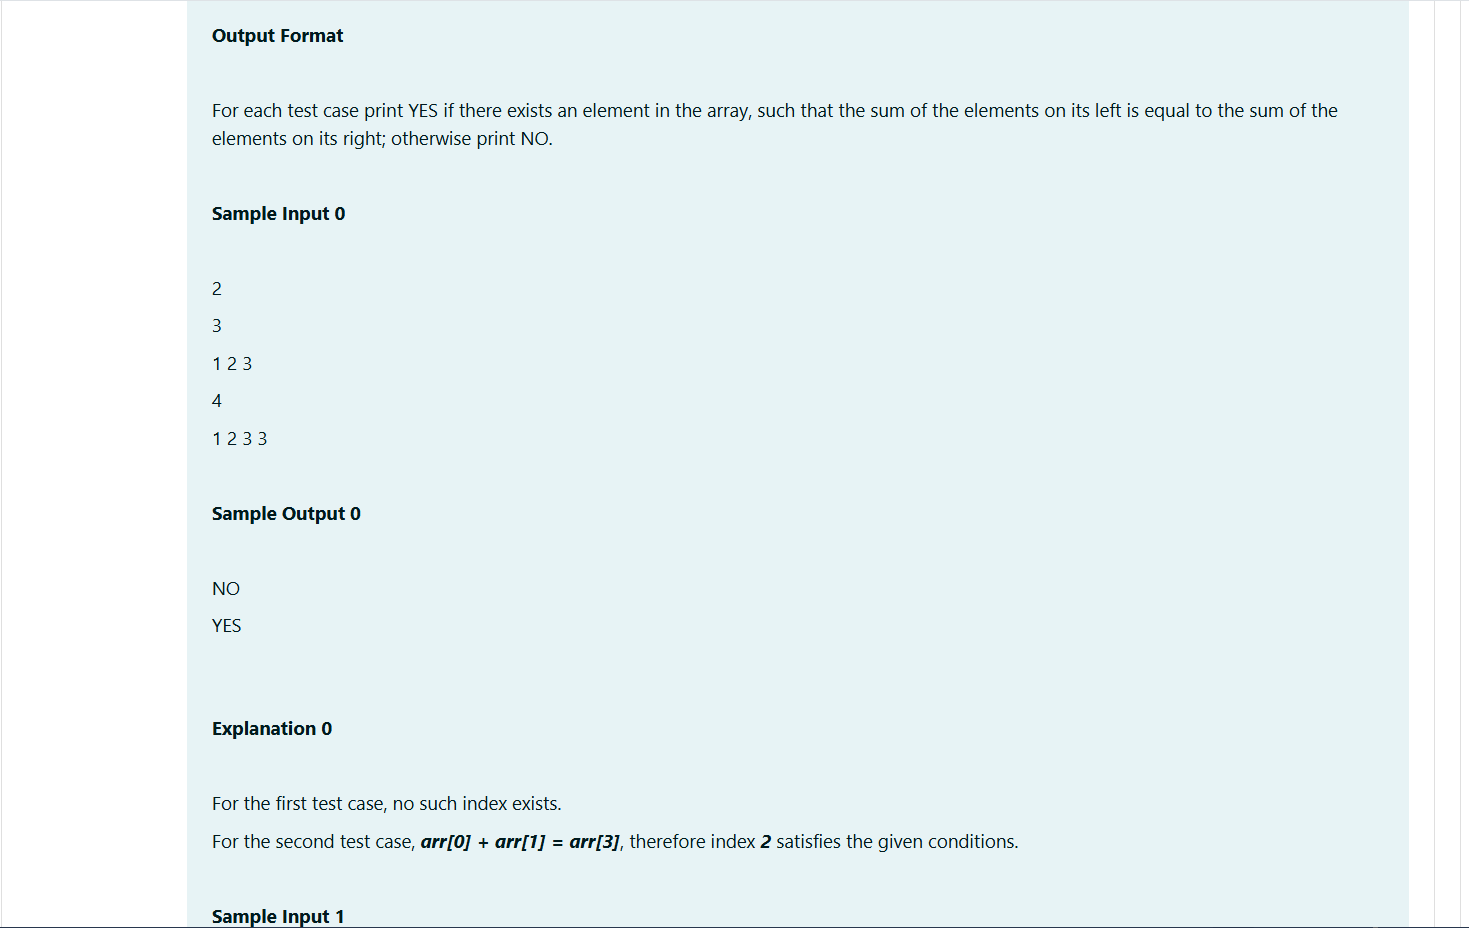 Output Format
For each test case print YES if there exists an element in the array, such that the sum of the elements on its left is equal to the sum of the
elements on its right; otherwise print NO.
Sample Input 0
2
3
1 2 3
4
1 2 3 3
Sample Output 0
NO
YES
Explanation 0
For the first test case, no such index exists.
For the second test case, arr[0] + arr[1] = arr[3], therefore index 2 satisfies the given conditions.
Sample Input 1